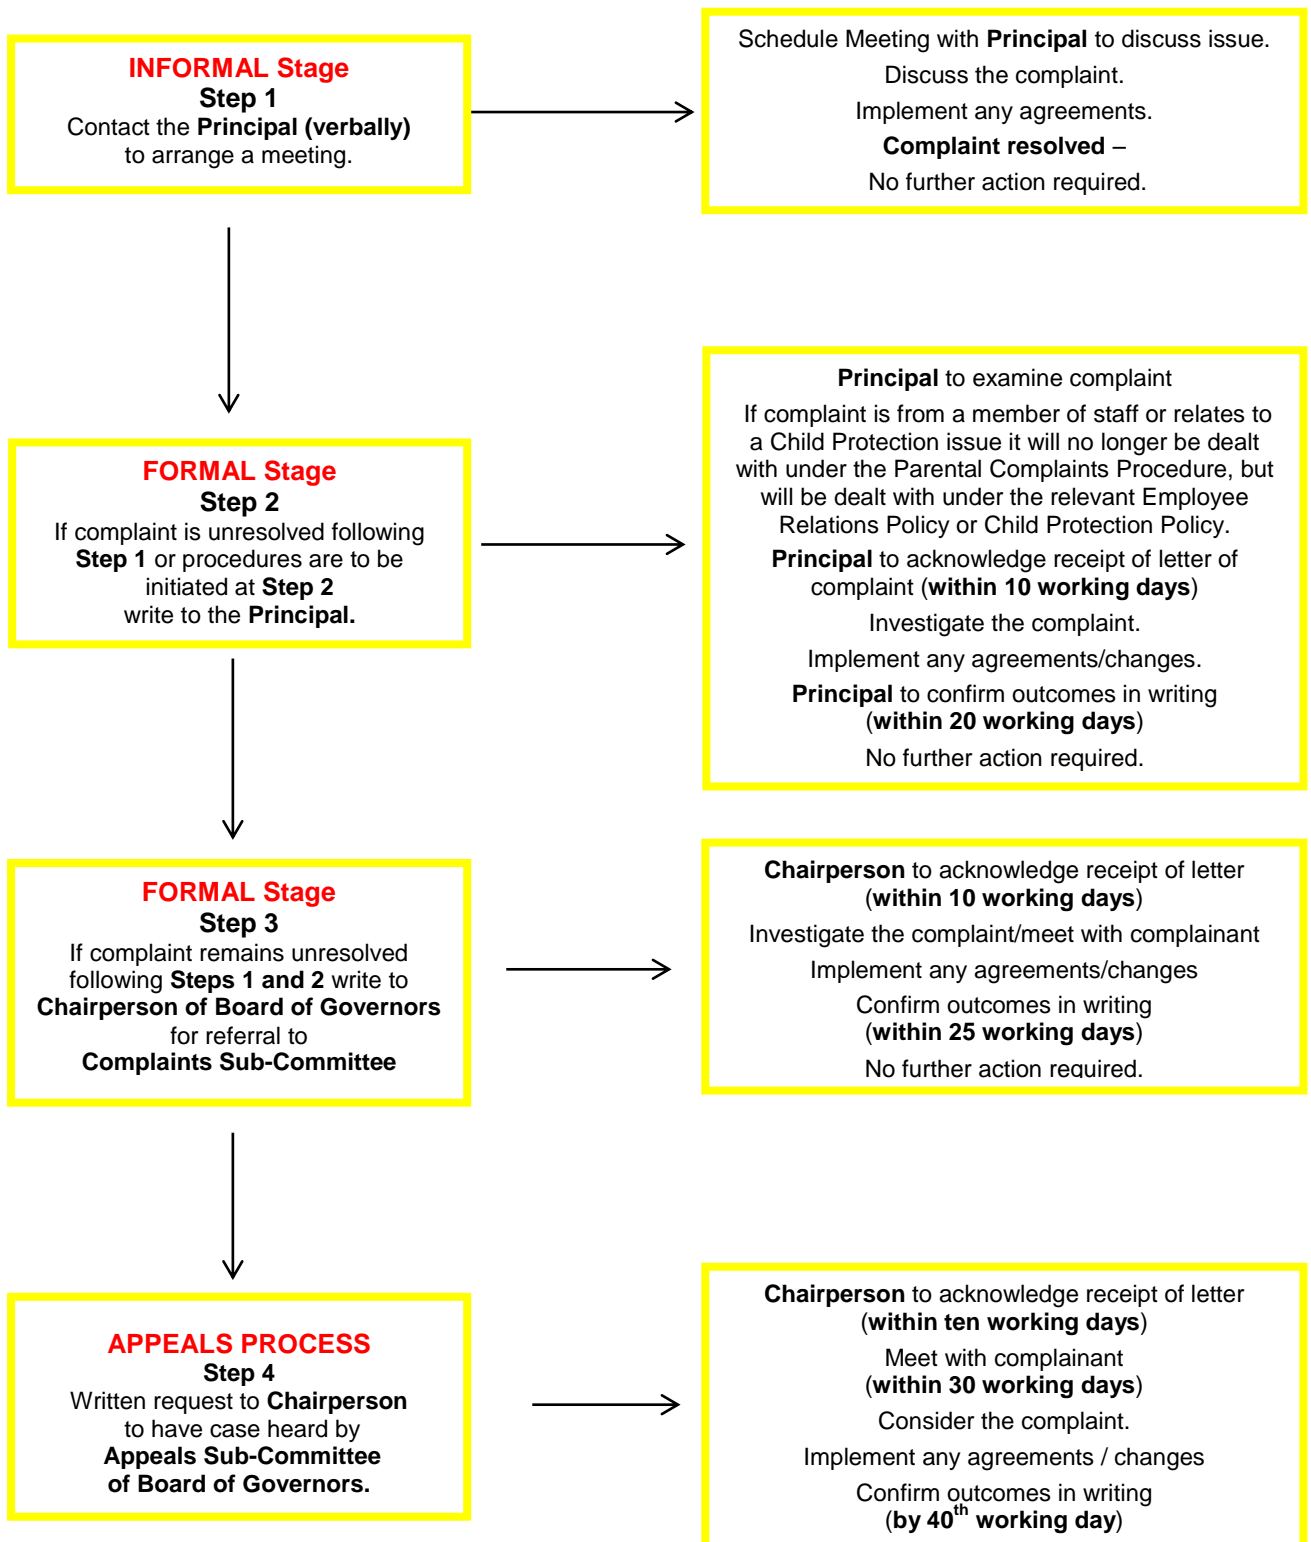 INFORMAL Stage
Step 1
Contact the Principal (verbally)
to arrange a meeting.
Schedule Meeting with Principal to discuss issue.
Discuss the complaint.
Implement any agreements.
Complaint resolved –
No further action required.
FORMAL Stage
Step 2
If complaint is unresolved following
Step 1 or procedures are to be
initiated at Step 2
write to the Principal.
Principal to examine complaint
If complaint is from a member of staff or relates to
a Child Protection issue it will no longer be dealt
with under the Parental Complaints Procedure, but
will be dealt with under the relevant Employee
Relations Policy or Child Protection Policy.
Principal to acknowledge receipt of letter of
complaint (within 10 working days)
Investigate the complaint.
Implement any agreements/changes.
Principal to confirm outcomes in writing
(within 20 working days)
No further action required.
FORMAL Stage
Step 3
If complaint remains unresolved
following Steps 1 and 2 write to
Chairperson of Board of Governors
for referral to
Complaints Sub-Committee
Chairperson to acknowledge receipt of letter
(within 10 working days)
Investigate the complaint/meet with complainant
Implement any agreements/changes
Confirm outcomes in writing
(within 25 working days)
No further action required.
APPEALS PROCESS
Step 4
Written request to Chairperson
to have case heard by
Appeals Sub-Committee
of Board of Governors.
Chairperson to acknowledge receipt of letter
(within ten working days)
Meet with complainant
(within 30 working days)
Consider the complaint.
Implement any agreements / changes
Confirm outcomes in writing
(by 40th working day)